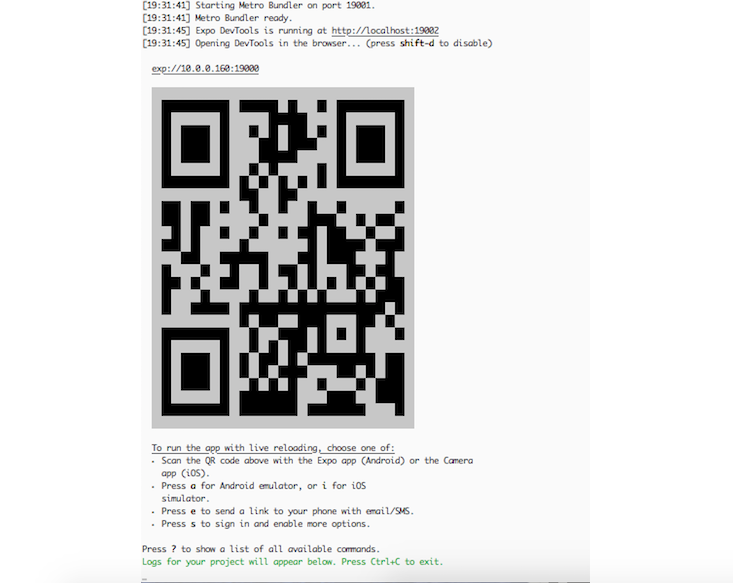 [19:31:41] Starting Metro Bundler on port 19001.
[19:31:41] Metro Bundler ready.
[19:31:45] Expo DevTools is running at http://localhost:19002
[19:31:45] Opening DevTools in the browser... (press shift-d to disable)
exp://10.0.0.160:19000
To run the app with live reloading, choose one of:
• Scan the QR code above with the Expo app (Android) or the Camera
app (iOS).
• Press a for Android emulator, or i for iOS
simulator.
• Press e to send a link to your phone with email/SMS.
• Press s to sign in and enable more options.
Press ? to show a list of all available commands.
Logs for your project will appear below. Press Ctrl+C to exit.